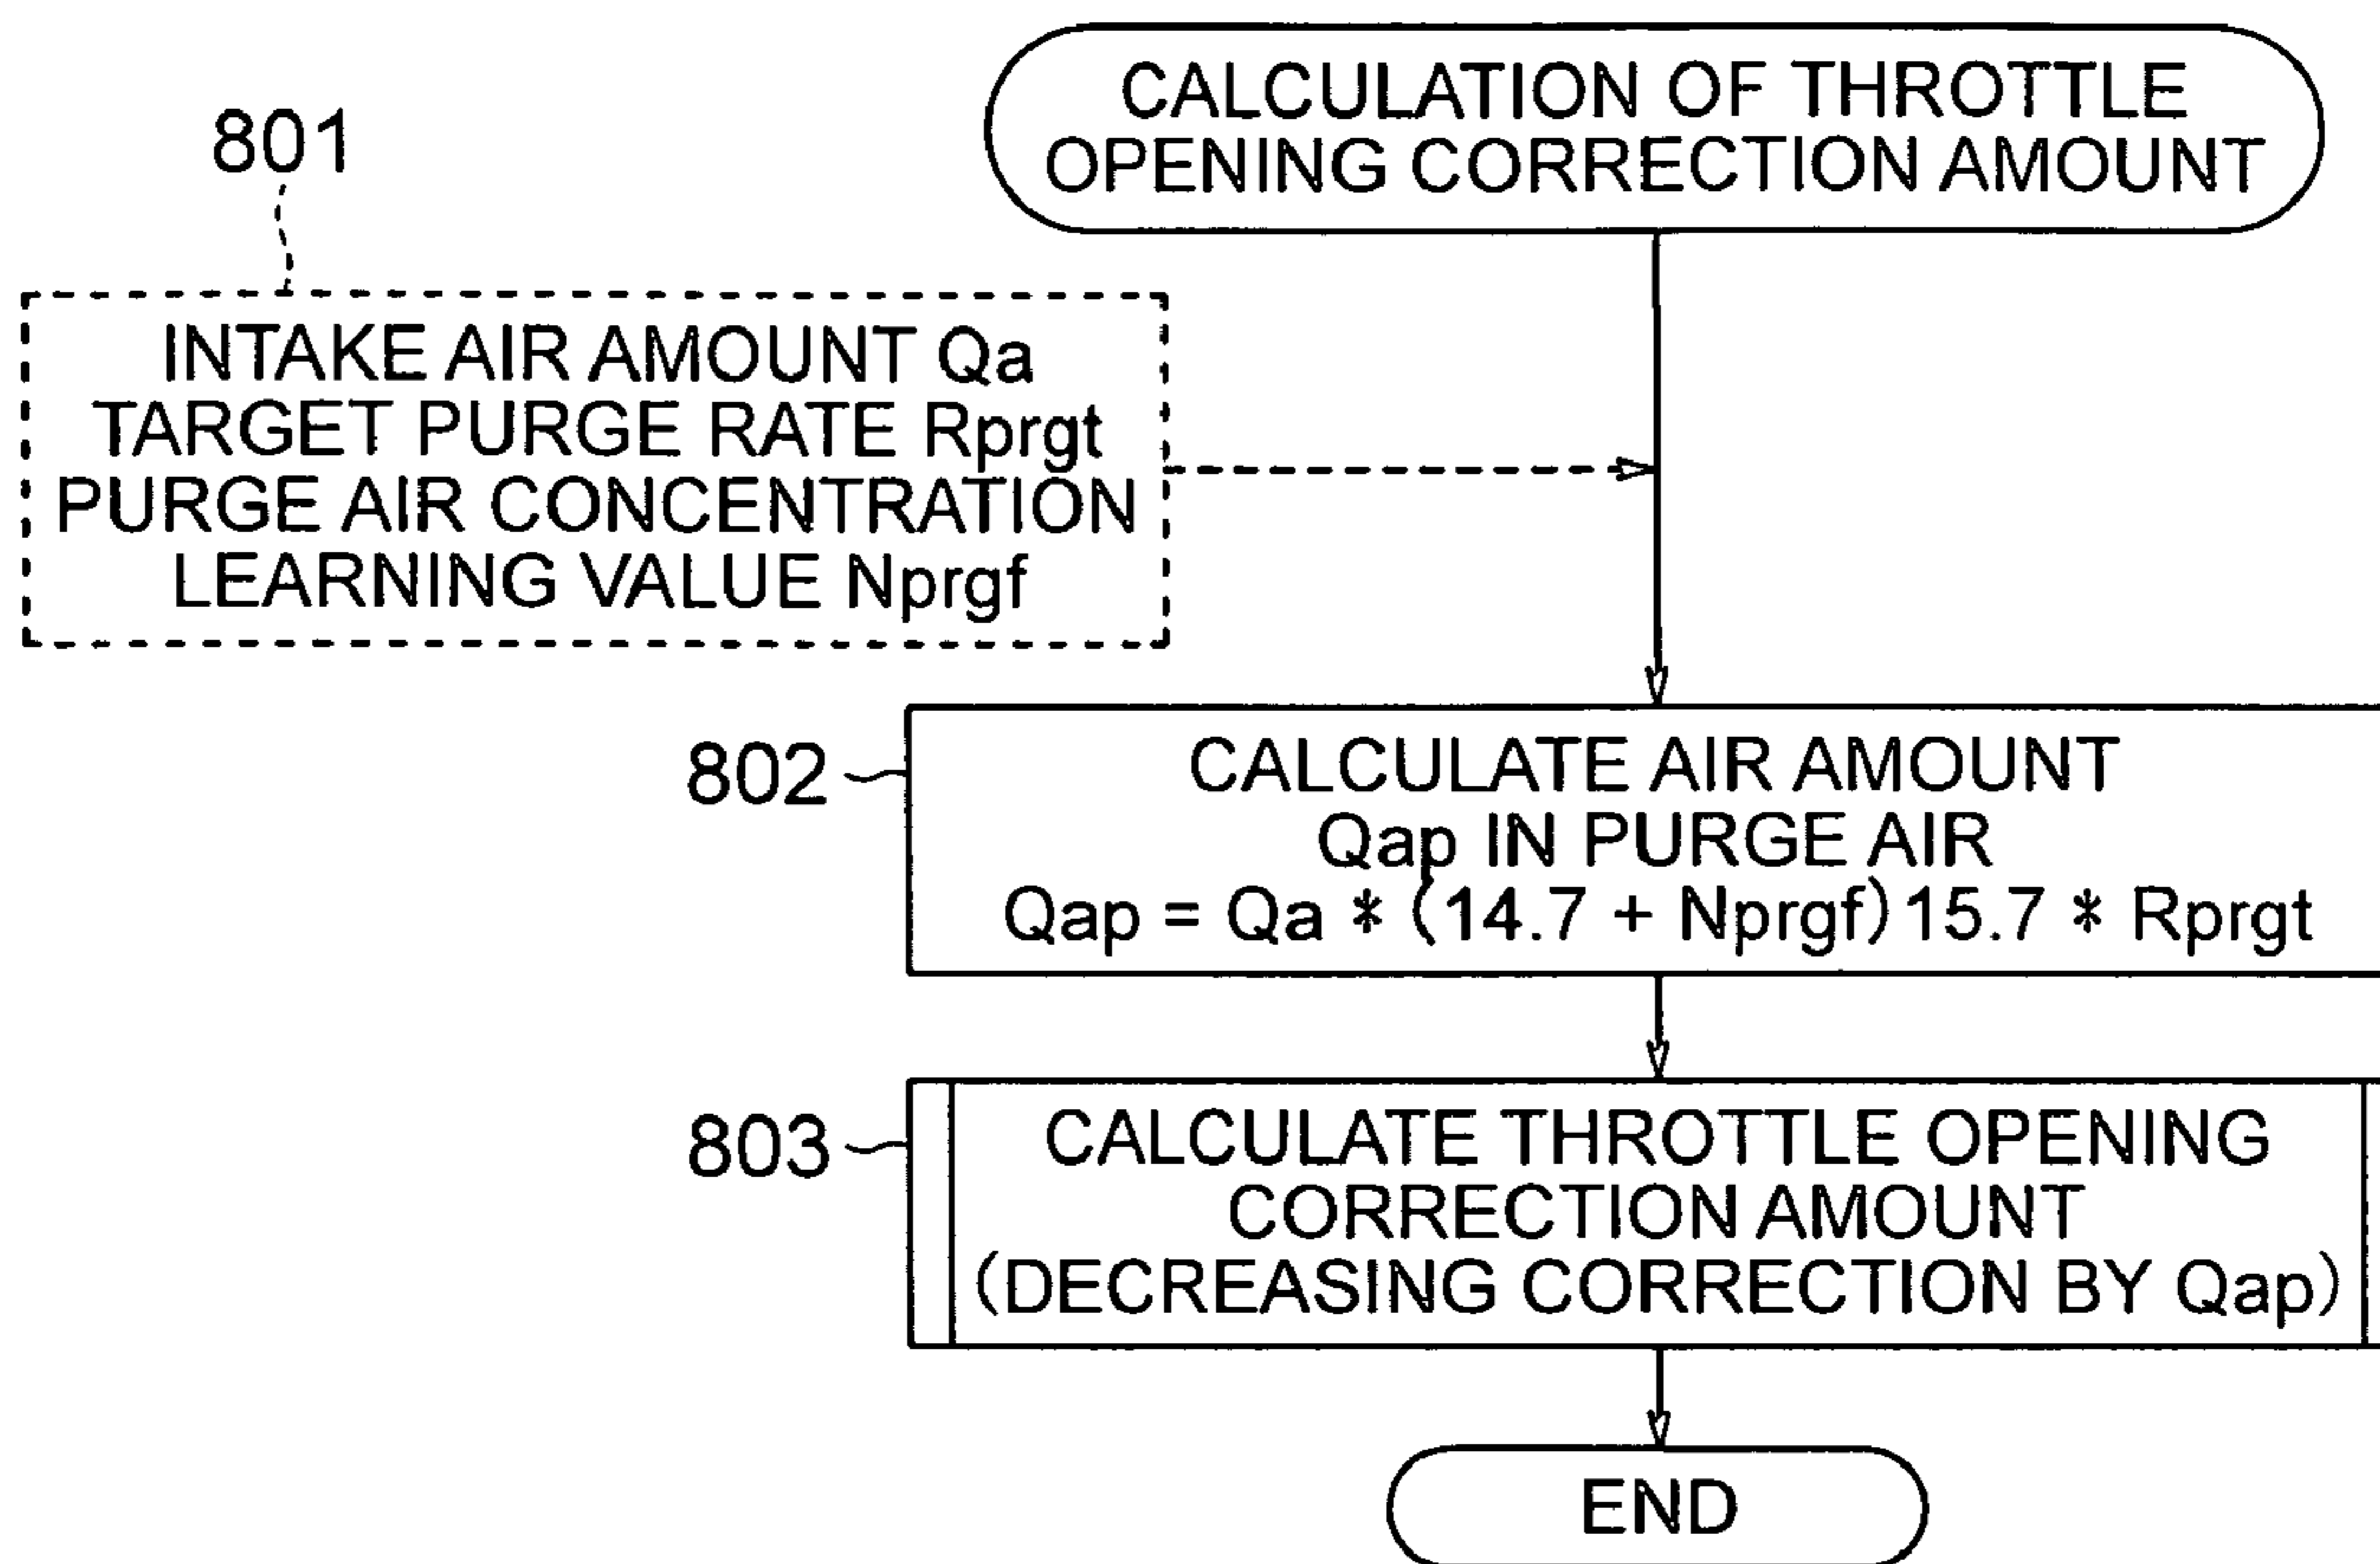 CALCULATION OF THROTTLE
OPENING CORRECTION AMOUNT
801
INTAKE AIR AMOUNT Qa
TARGET PURGE RATE Rprgt
PURGE AIR CONCENTRATION
LEARNING VALUE Nprgf
802
CALCULATE AIR AMOUNT
Qap IN PURGE AIR
Qap = Qa * (14.7 + Nprgf)15.7 * Rprgt
803
CALCULATE THROTTLE OPENING
CORRECTION AMOUNT
(DECREASING CORRECTION BY Qap)
END